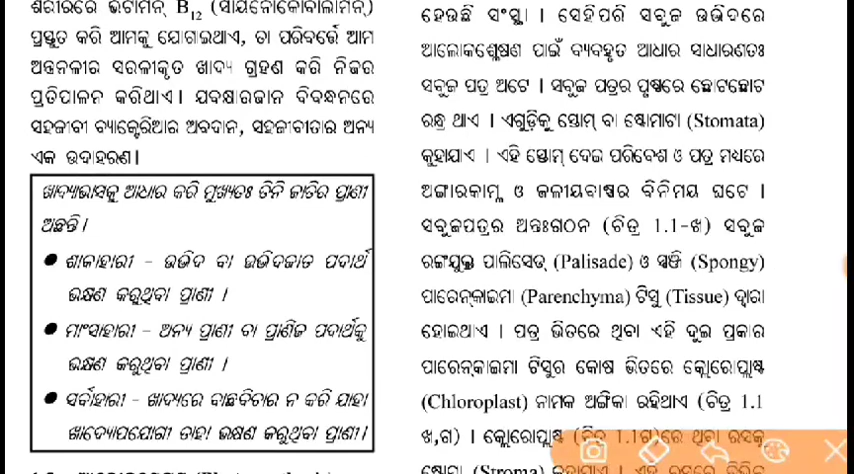 ଶରୀରରେ ଭିଟାମିନ୍ B12 (ସାୟନୋକୋବାଲାମିନ୍)
ପ୍ରସ୍ତୁତ କରି ଆମକୁ ଯୋଗାଇଥାଏ, ତା ପରିବର୍ତ୍ତେ ଆମ
ଅନ୍ତନଳୀର ସରଳୀକୃତ ଖାଦ୍ୟ ଗ୍ରହଣ କରି ନିଜର
ପ୍ରତିପାଳନ କରିଥାଏ। ଯବକ୍ଷାରଜାନ ବିବନ୍ଧନରେ
ସହଜୀବୀ ବ୍ୟାକ୍ଟେରିଆର ଅବଦାନ, ସହଜୀବୀତାର ଅନ୍ୟ
ଏକ ଉଦାହରଣ।
ଖାଦ୍ୟାଭାସକୁ ଆଧାର କରି ମୁଖ୍ୟତଃ ତିନି ଜାତିର ପ୍ରାଣୀ
ଅଛନ୍ତି।
● ଶାକାହାରୀ - ଉଦ୍ଭିଦ ବା ଉଦ୍ଭିଦଜାତ ପଦାର୍ଥ
ଭକ୍ଷଣ କରୁଥିବା ପ୍ରାଣୀ ।
● ମାଂସାହାରୀ - ଅନ୍ୟ ପ୍ରାଣୀ ବା ପ୍ରାଣିଜ ପଦାର୍ଥକୁ
ଭକ୍ଷଣ କରୁଥିବା ପ୍ରାଣୀ ।
● ସର୍ବାହାରୀ - ଖାଦ୍ୟରେ ବାଛବିଚାର ନ କରି ଯାହା
ଖାଦ୍ୟୋପଯୋଗୀ ତାହା ଭକ୍ଷଣ କରୁଥିବା ପ୍ରାଣୀ।
ହେଉଛି ସଂସ୍ଥା । ସେହିପରି ସବୁଜ ଉଦ୍ଭିଦରେ
ଆଲୋକଶ୍ଳେଷଣ ପାଇଁ ବ୍ୟବହୃତ ଆଧାର ସାଧାରଣତଃ
ସବୁଜ ପତ୍ର ଅଟେ । ସବୁଜ ପତ୍ରର ପୃଷ୍ଠରେ ଛୋଟଛୋଟ
ରନ୍ଧ୍ର ଥାଏ । ଏଗୁଡ଼ିକୁ ସ୍ତୋମ୍ ବା ଷ୍ଟୋମାଟା (Stomata)
କୁହାଯାଏ । ଏହି ସ୍ତୋମ୍ ଦେଇ ପରିବେଶ ଓ ପତ୍ର ମଧ୍ୟରେ
ଅଙ୍ଗାରକାମ୍ଳ ଓ ଜଳୀୟବାଷ୍ପର ବିନିମୟ ଘଟେ ।
ସବୁଜପତ୍ରର ଅନ୍ତଃଗଠନ (ଚିତ୍ର 1.1-ଖ) ସବୁଜ
ରଙ୍ଗଯୁକ୍ତ ପାଲିସେଡ୍ (Palisade) ଓ ସ୍ପଞ୍ଜି (Spongy)
ପାରେନ୍‌କାଇମା (Parenchyma) ଟିସୁ (Tissue) ଦ୍ୱାରା
ହୋଇଥାଏ । ପତ୍ର ଭିତରେ ଥିବା ଏହି ଦୁଇ ପ୍ରକାର
ପାରେନ୍‌କାଇମା ଟିସୁର କୋଷ ଭିତରେ କ୍ଲୋରୋପ୍ଲାଷ୍ଟ
(Chloroplast) ନାମକ ଅଙ୍ଗିକା ରହିଥାଏ (ଚିତ୍ର 1.1
ଖ,ଗ) । କ୍ଲୋରୋପ୍ଲାଷ୍ଟ (ଚିତ୍ର 1.1ଗ)ରେ ଥିବା ରସକୁ
ଷ୍ଟ୍ରୋମା (Stroma) କୁହାଯାଏ । ଏହି